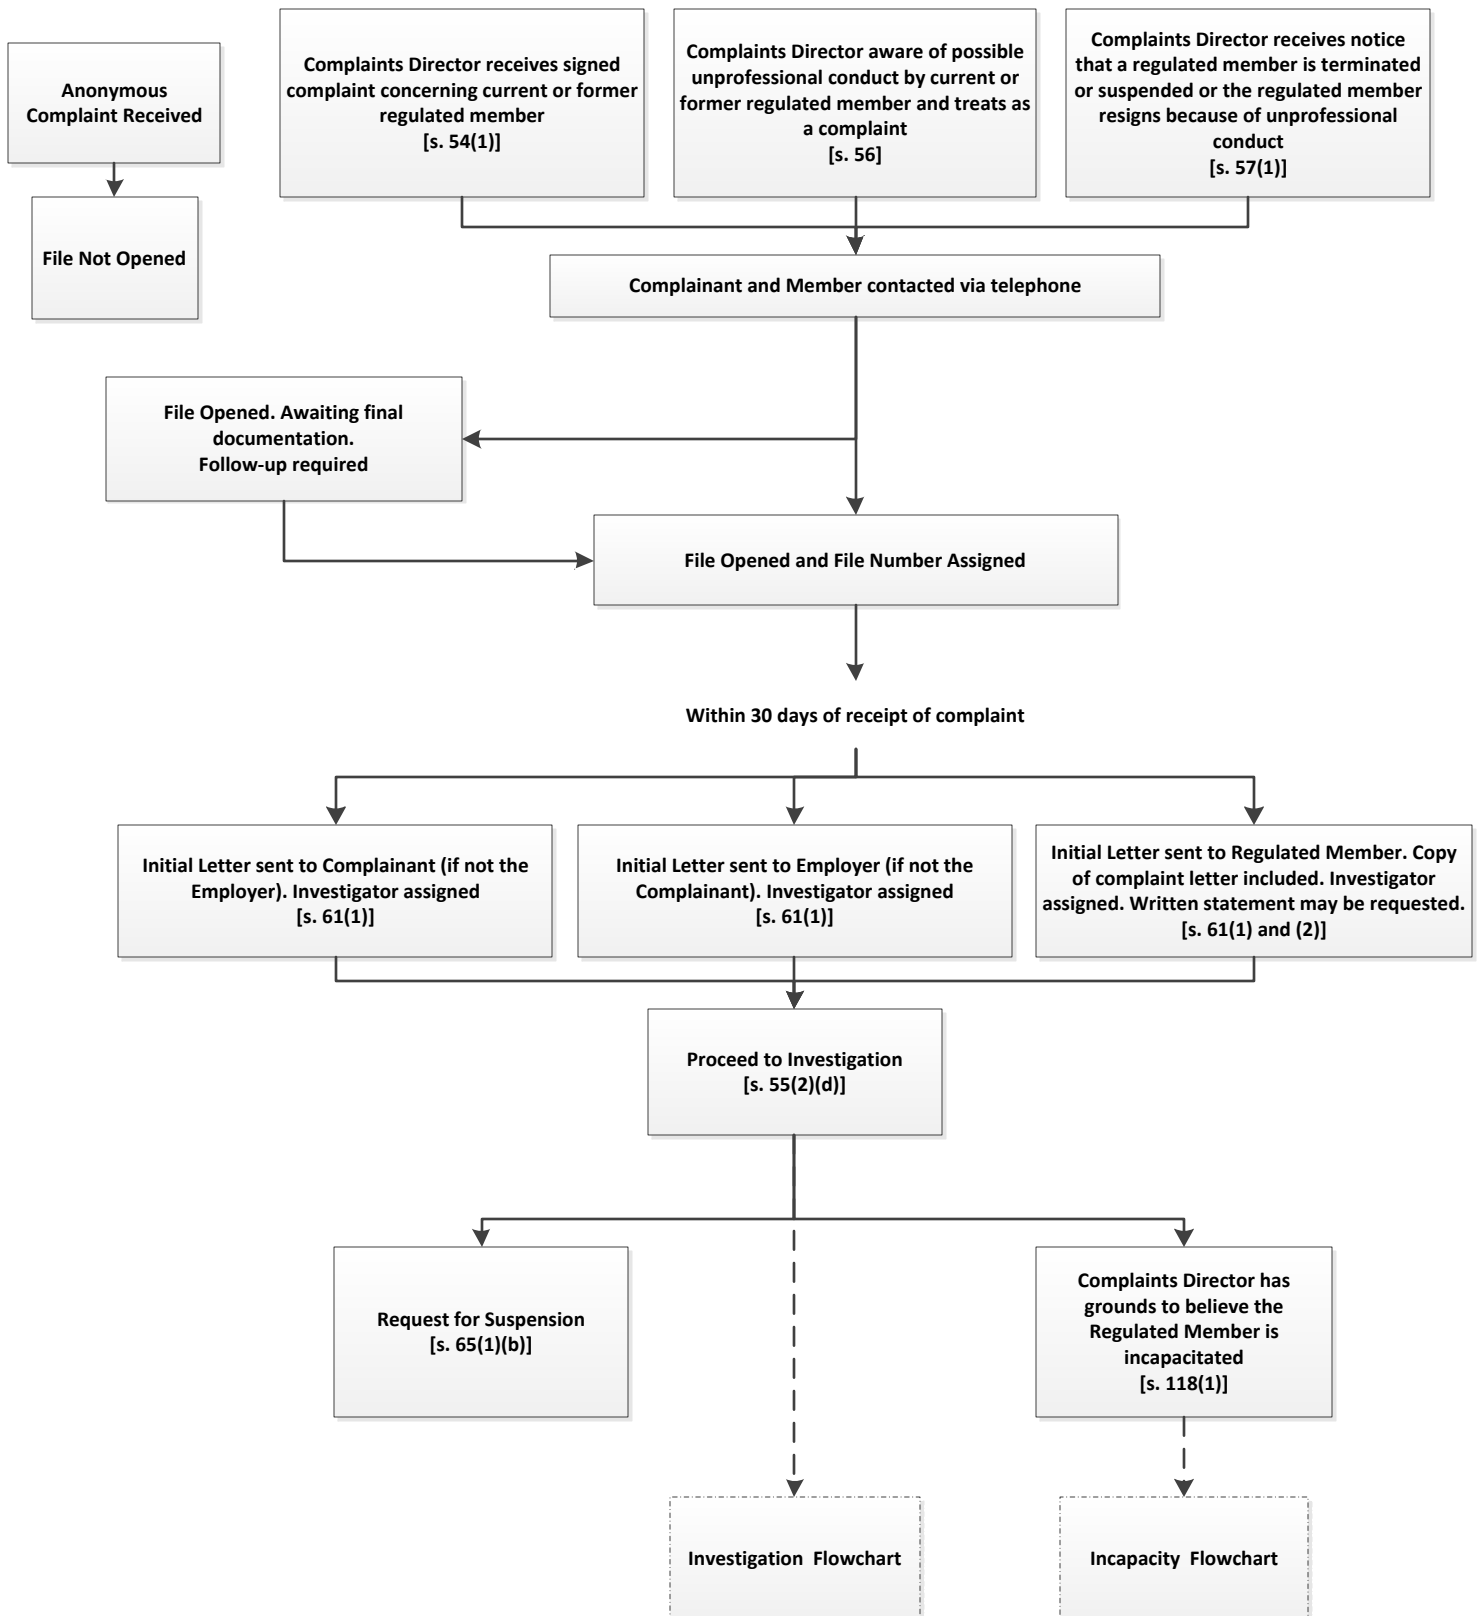 Anonymous
Complaint Received
Complaints Director receives signed
complaint concerning current or former
regulated member
[s. 54(1)]
Complaints Director aware of possible
unprofessional conduct by current or
former regulated member and treats as
a complaint
[s. 56]
Complaints Director receives notice
that a regulated member is terminated
or suspended or the regulated member
resigns because of unprofessional
conduct
[s. 57(1)]
File Not Opened
Complainant and Member contacted via telephone
File Opened. Awaiting final
documentation.
Follow-up required
File Opened and File Number Assigned
Within 30 days of receipt of complaint
Initial Letter sent to Complainant (if not the
Employer). Investigator assigned
[s. 61(1)]
Initial Letter sent to Employer (if not the
Complainant). Investigator assigned
[s. 61(1)]
Initial Letter sent to Regulated Member. Copy
of complaint letter included. Investigator
assigned. Written statement may be requested.
[s. 61(1) and (2)]
Proceed to Investigation
[s. 55(2)(d)]
Request for Suspension
[s. 65(1)(b)]
Complaints Director has
grounds to believe the
Regulated Member is
incapacitated
[s. 118(1)]
Investigation Flowchart
Incapacity Flowchart